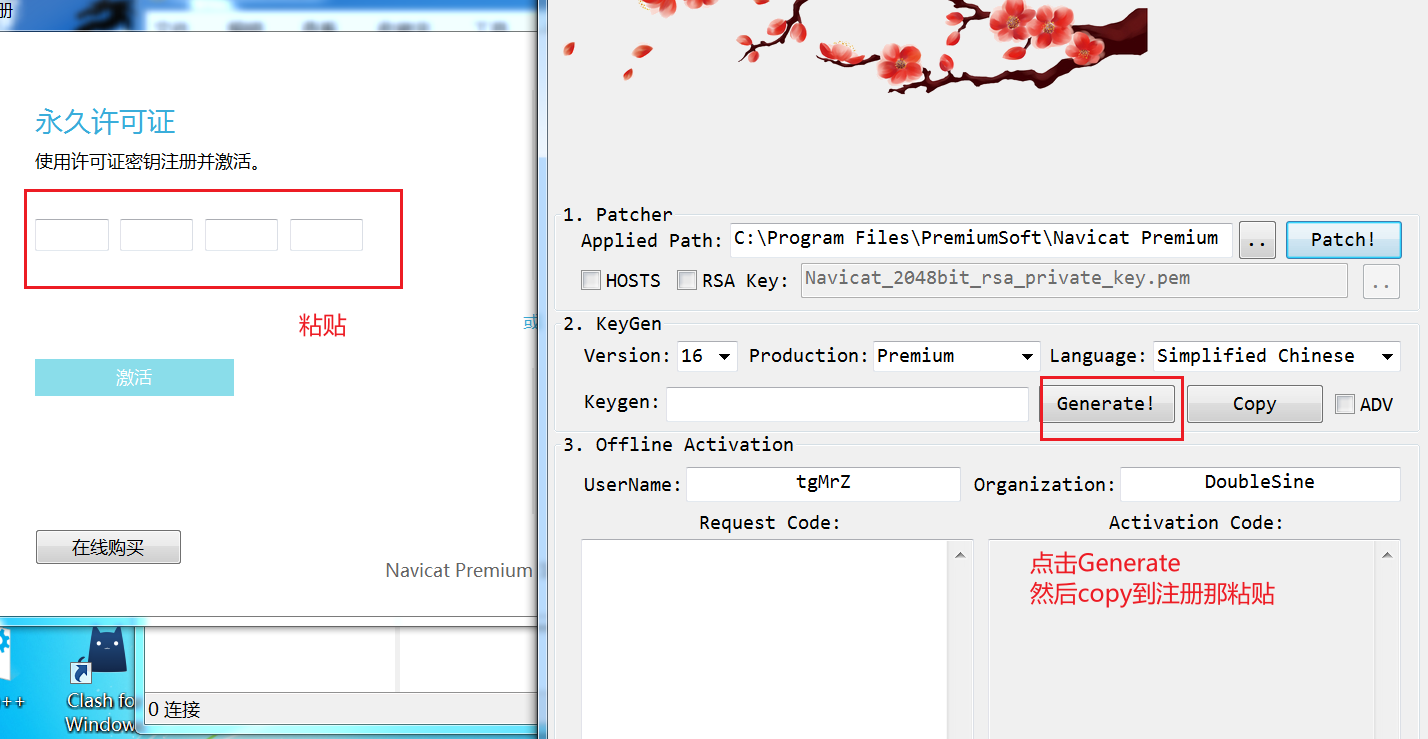 册
永久许可证
使用许可证密钥注册并激活。
粘贴
或
激活
在线购买
Navicat Premium
++
Clash fo
Window
0 连接
1. Patcher
Applied Path: C:\Program Files\PremiumSoft\Navicat Premium .. Patch!
HOSTS RSA Key: Navicat_2048bit_rsa_private_key.pem ..
2. KeyGen
Version: 16 Production: Premium Language: Simplified Chinese
Keygen: Generate! Copy ADV
3. Offline Activation
UserName: tgMrZ Organization: DoubleSine
Request Code: Activation Code:
点击Generate
然后copy到注册那粘贴